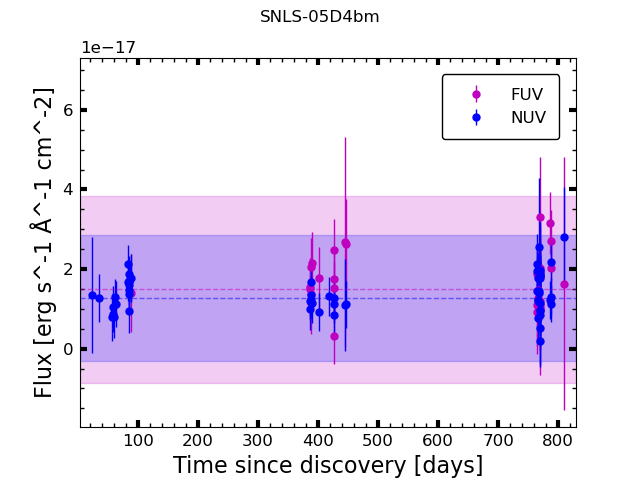 SNLS-05D4bm
1e−17
FUV
NUV
6
4
2
0
Flux [erg s^-1 Å^-1 cm^-2]
100 200 300 400 500 600 700 800
Time since discovery [days]